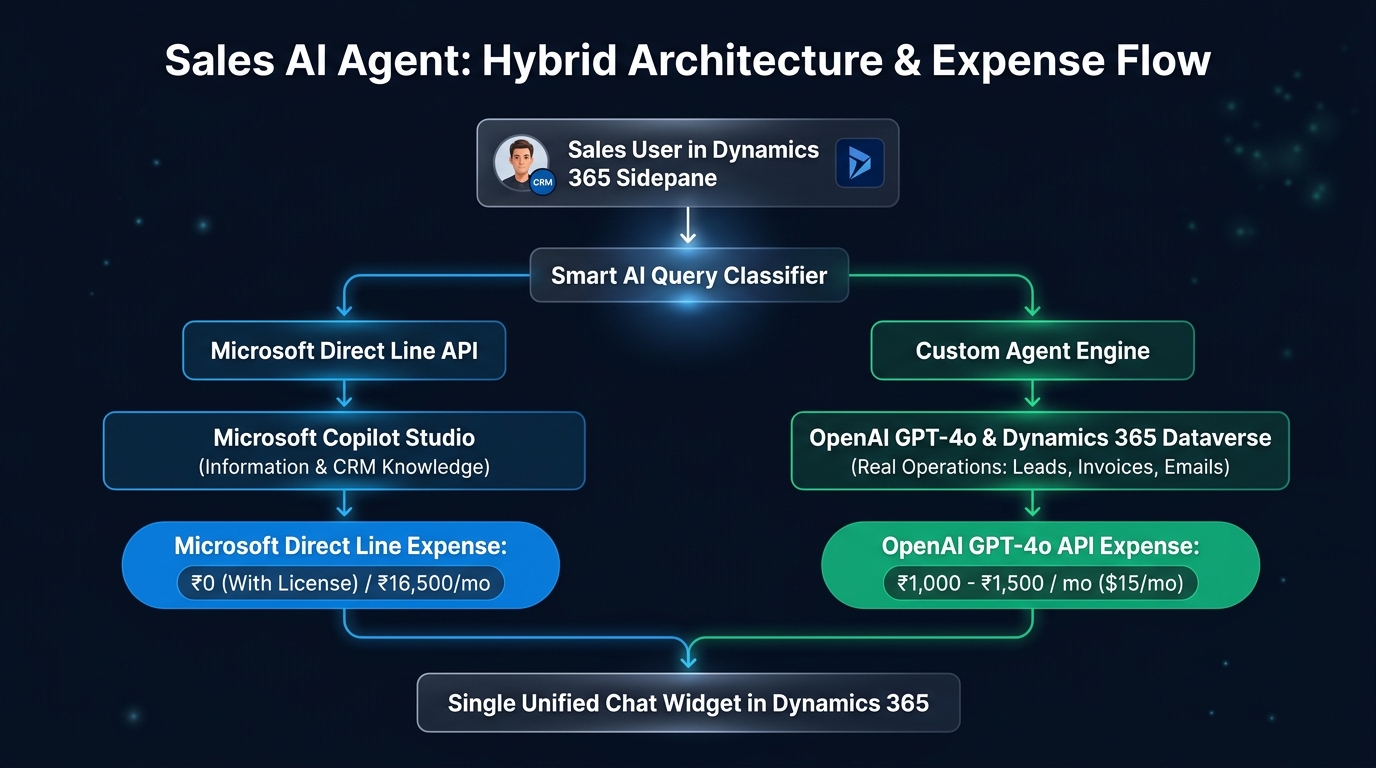 Sales AI Agent: Hybrid Architecture & Expense Flow
CRM
Sales User in Dynamics
365 Sidepane
Smart AI Query Classifier
Microsoft Direct Line API
Custom Agent Engine
Microsoft Copilot Studio
(Information & CRM Knowledge)
OpenAI GPT-4o & Dynamics 365 Dataverse
(Real Operations: Leads, Invoices, Emails)
Microsoft Direct Line Expense:
₹0 (With License) / ₹16,500/mo
OpenAI GPT-4o API Expense:
₹1,000 - ₹1,500 / mo ($15/mo)
Single Unified Chat Widget in Dynamics 365